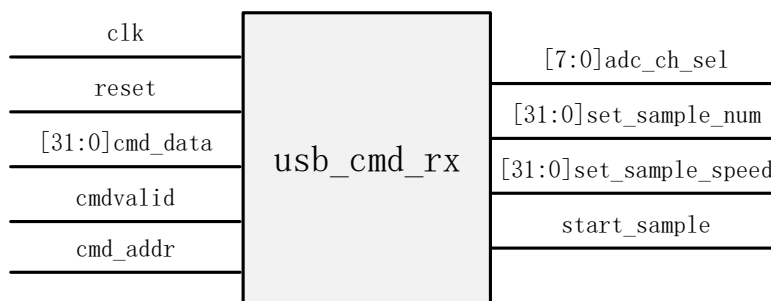 clk
reset
[31:0]cmd_data
cmdvalid
cmd_addr
usb_cmd_rx
[7:0]adc_ch_sel
[31:0]set_sample_num
[31:0]set_sample_speed
start_sample